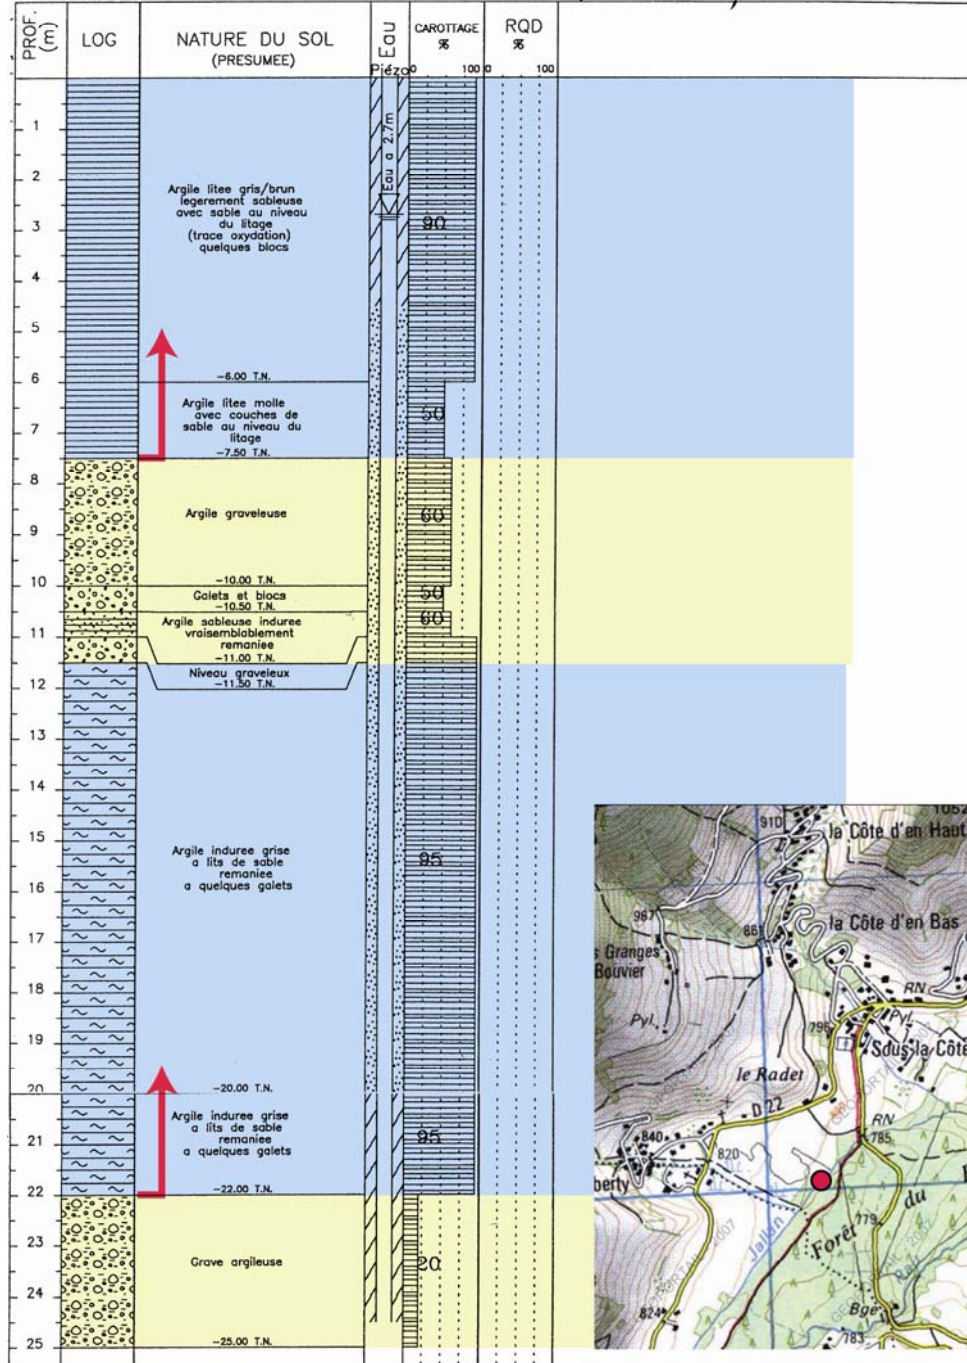 PROF. (m)
LOG
NATURE DU SOL
(PRESUMEE)
Eau
Piézo
CAROTTAGE
%
0 100
RQD
%
0 100
1
2
3
4
5
6
7
8
9
10
11
12
13
14
15
16
17
18
19
20
21
22
23
24
25
Argile litee gris/brun
legerement sableuse
avec sable au niveau
du litage
(trace oxydation)
quelques blocs
-6.00 T.N.
Argile litee molle
avec couches de
sable au niveau du
litage
-7.50 T.N.
Argile graveleuse
-10.00 T.N.
Galets et blocs
-10.50 T.N.
Argile sableuse induree
vraisemblablement
remaniee
-11.00 T.N.
Niveau graveleux
-11.50 T.N.
Argile induree grise
a lits de sable
remaniee
a quelques galets
-20.00 T.N.
Argile induree grise
a lits de sable
remaniee
a quelques galets
-22.00 T.N.
Grave argileuse
-25.00 T.N.
Eau a 2.7m
90
50
60
50
60
95
95
20
1052
910
la Côte d'en Haut
987
861
la Côte d'en Bas
s Granges
Bouvier
RN
Pyl.
Pyl.
796
Sous-la-Côte
le Radet
D 22
RN
785
840
820
berty
Jallan
Forêt du
779
824
Bge
783
GEOPORTAIL 2007